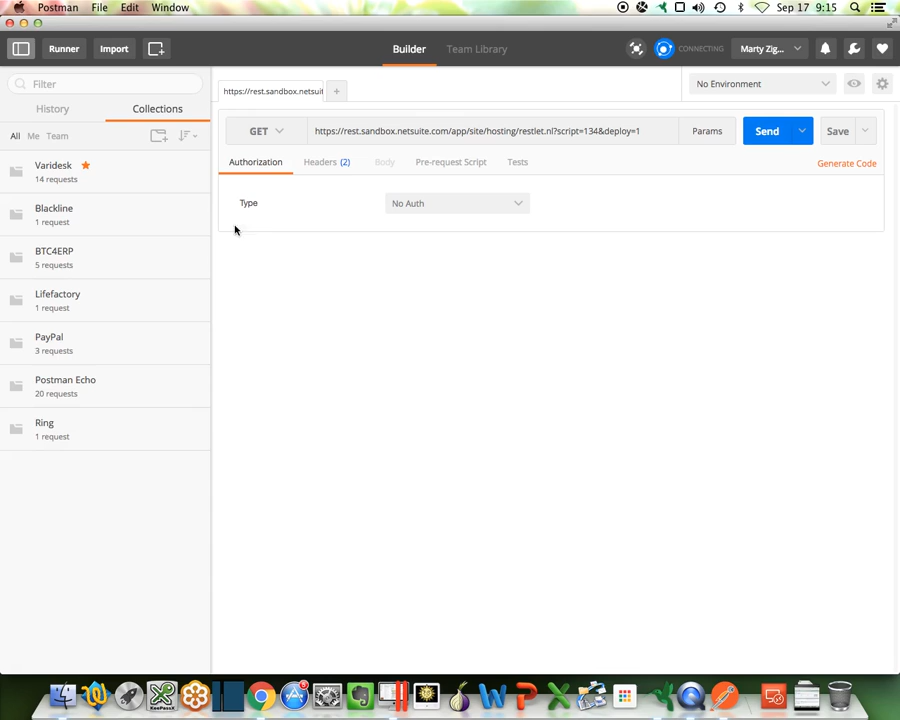 Postman File Edit Window
Sep 17 9:15
Runner Import
Builder Team Library
CONNECTING
Marty Zig...
Filter
History Collections
All Me Team
Varidesk
14 requests
Blackline
1 request
BTC4ERP
5 requests
Lifefactory
1 request
PayPal
3 requests
Postman Echo
20 requests
Ring
1 request
https://rest.sandbox.netsuit
No Environment
GET https://rest.sandbox.netsuite.com/app/site/hosting/restlet.nl?script=134&deploy=1 Params Send Save
Authorization Headers (2) Body Pre-request Script Tests Generate Code
Type No Auth